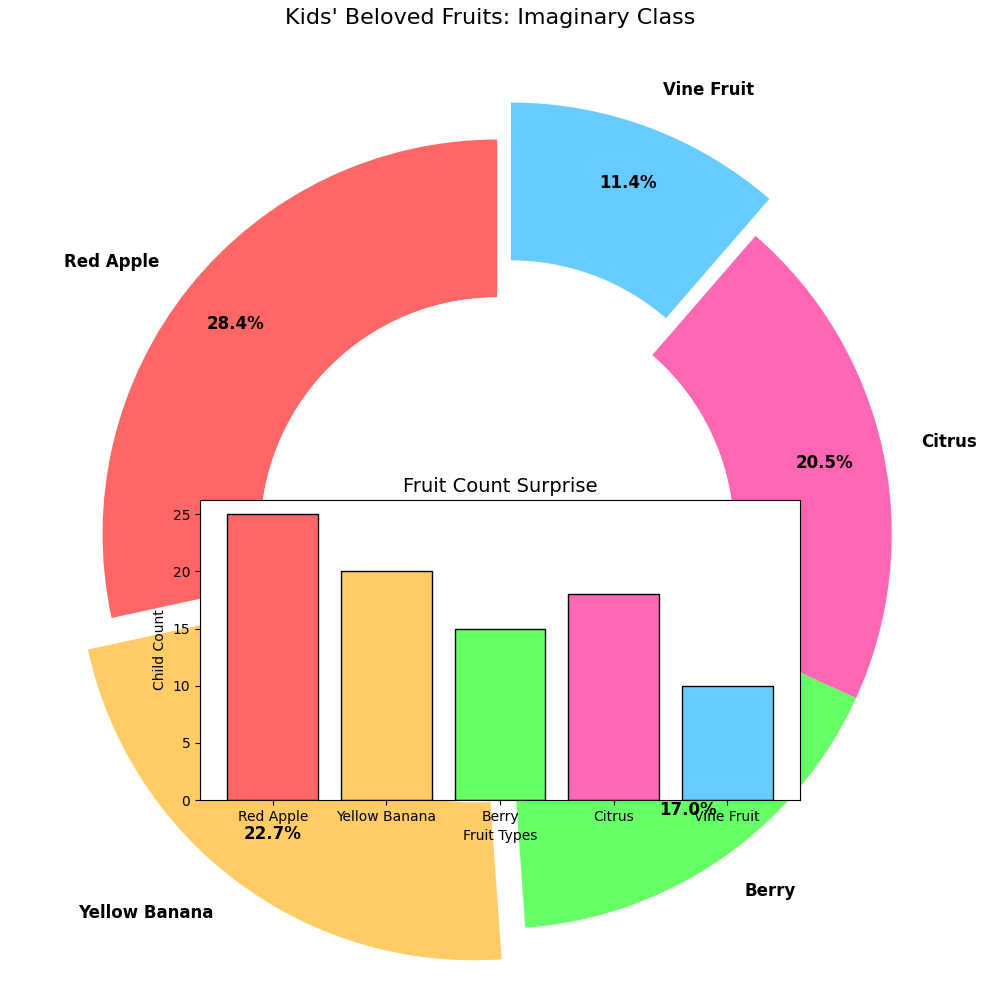 Kids' Beloved Fruits: Imaginary Class
Vine Fruit
11.4%
Red Apple
28.4%
Citrus
20.5%
Fruit Count Surprise
25
20
15
10
5
0
Child Count
Red Apple
Yellow Banana
Berry
Citrus
Vine Fruit
Fruit Types
17.0%
22.7%
Berry
Yellow Banana